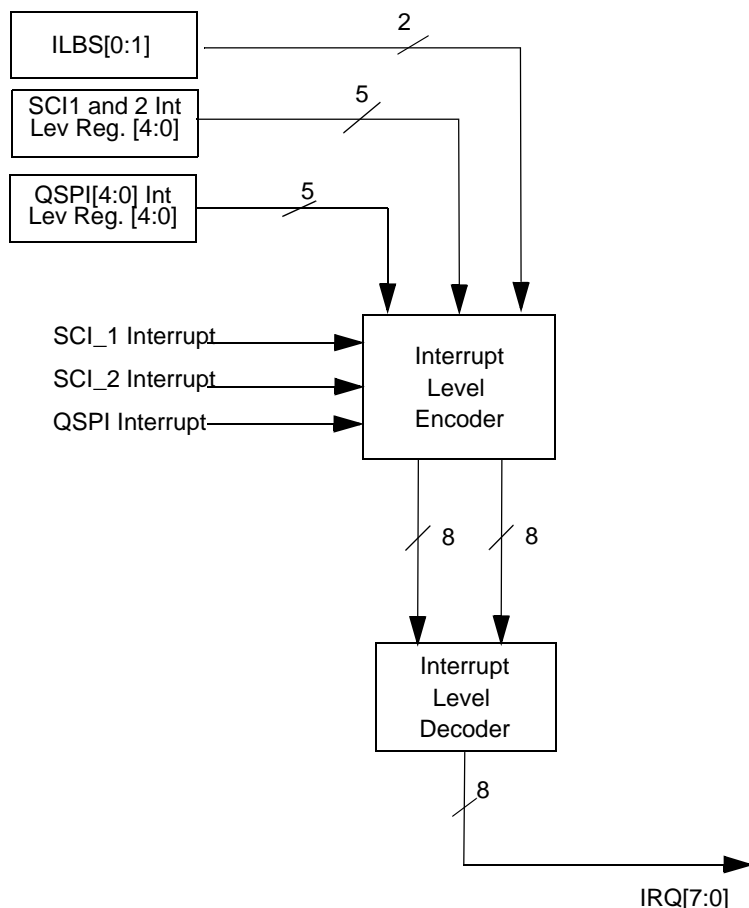 ILBS[0:1]
2
SCI1 and 2 Int
Lev Reg. [4:0]
5
QSPI[4:0] Int
Lev Reg. [4:0]
5
SCI_1 Interrupt
SCI_2 Interrupt
QSPI Interrupt
Interrupt
Level
Encoder
8
8
Interrupt
Level
Decoder
8
IRQ[7:0]